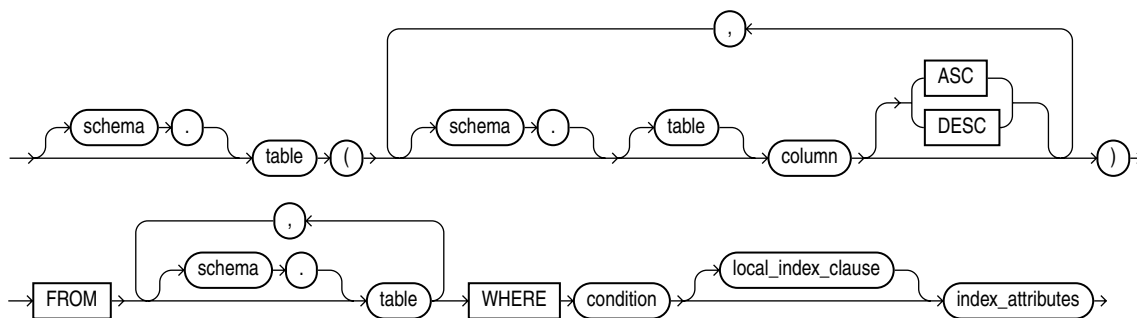 ,
ASC
schema . schema . table DESC
table ( column )
,
schema . local_index_clause
FROM table WHERE condition index_attributes